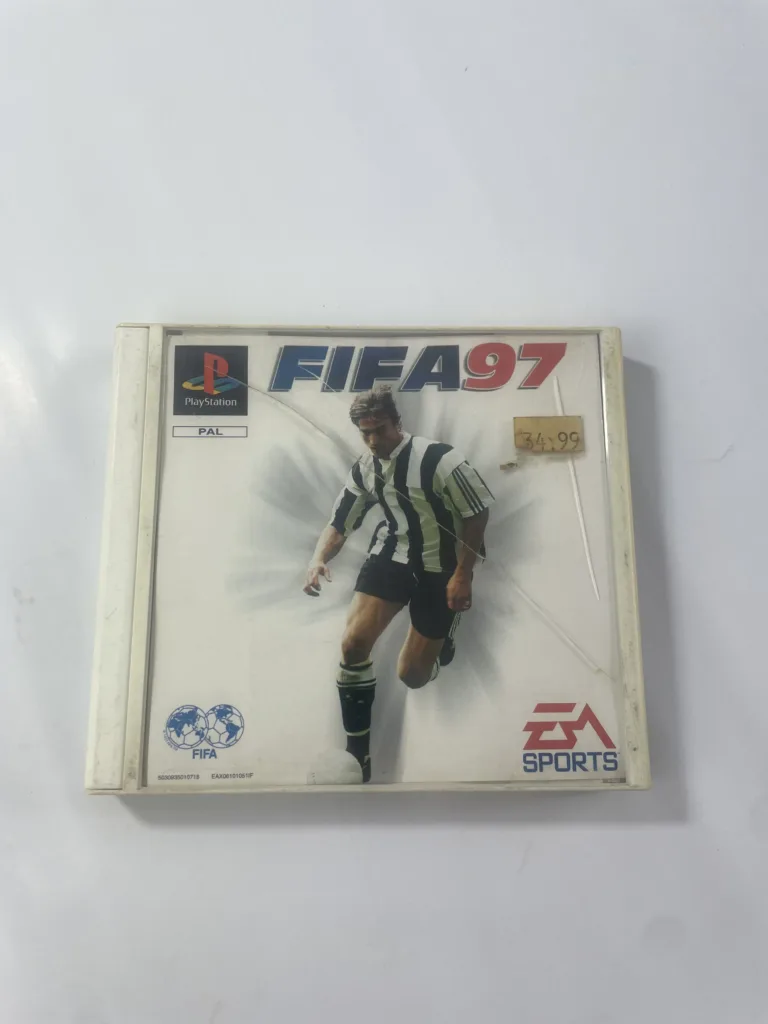 FIFA97
PlayStation
PAL
34.99
FIFA
EA
SPORTS